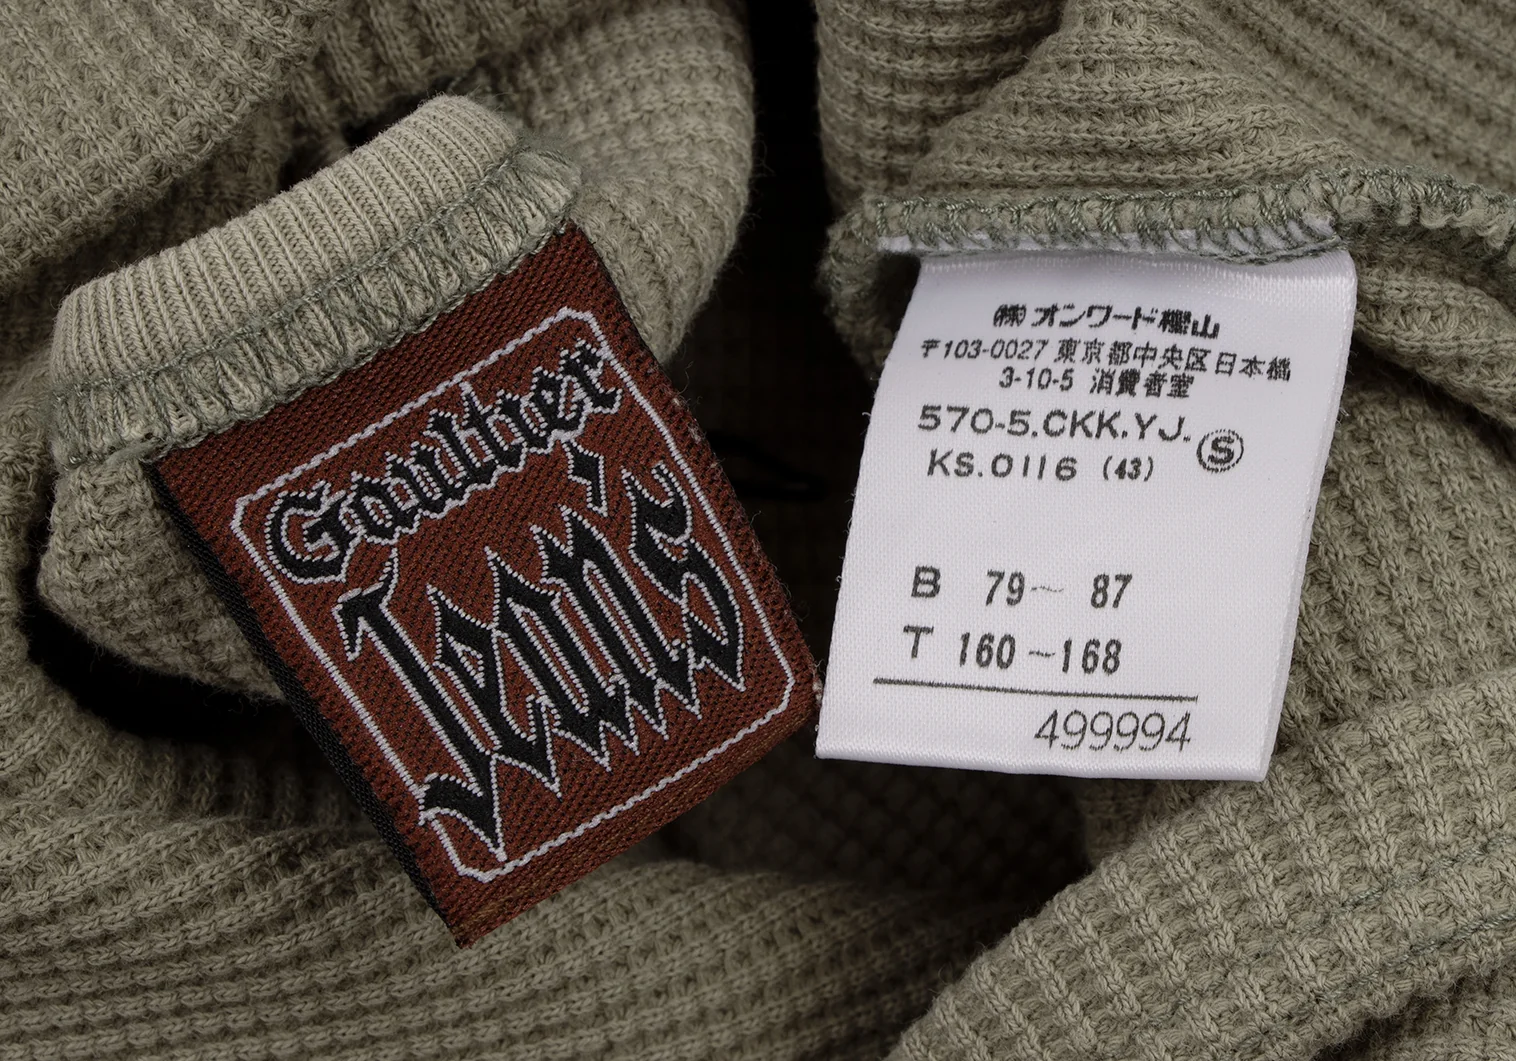 Gaultier
Jean's
㈱オンワード樫山
〒103-0027 東京都中央区日本橋
3-10-5 消費者室
570-5.CKK.YJ.
KS.0116 (43)
Ⓢ
B 79~ 87
T 160~168
499994